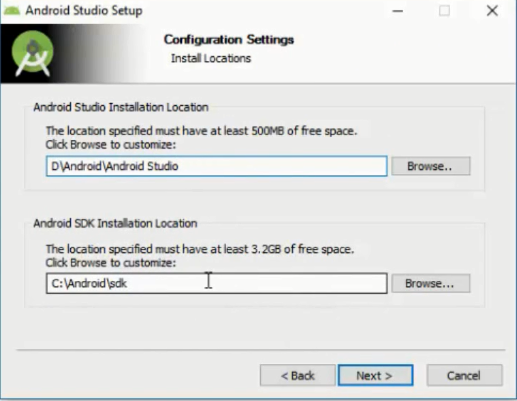 Android Studio Setup
Configuration Settings
Install Locations
Android Studio Installation Location
The location specified must have at least 500MB of free space.
Click Browse to customize:
D\Android\Android Studio
Browse..
Android SDK Installation Location
The location specified must have at least 3.2GB of free space.
Click Browse to customize:
C:\Android\sdk
Browse...
< Back
Next >
Cancel